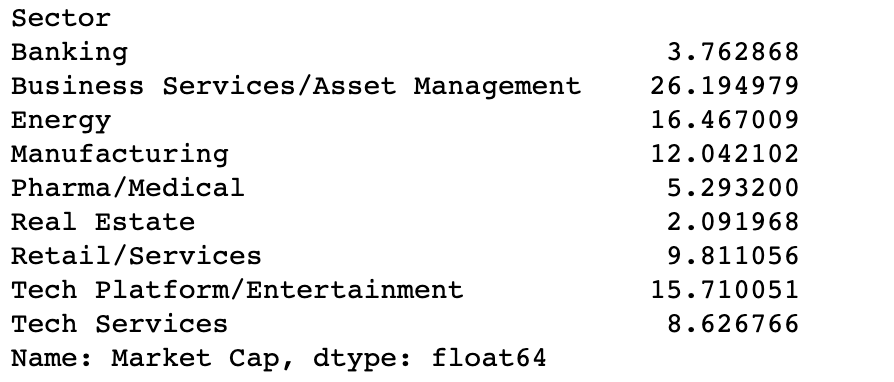 Sector
Banking 3.762868
Business Services/Asset Management 26.194979
Energy 16.467009
Manufacturing 12.042102
Pharma/Medical 5.293200
Real Estate 2.091968
Retail/Services 9.811056
Tech Platform/Entertainment 15.710051
Tech Services 8.626766
Name: Market Cap, dtype: float64